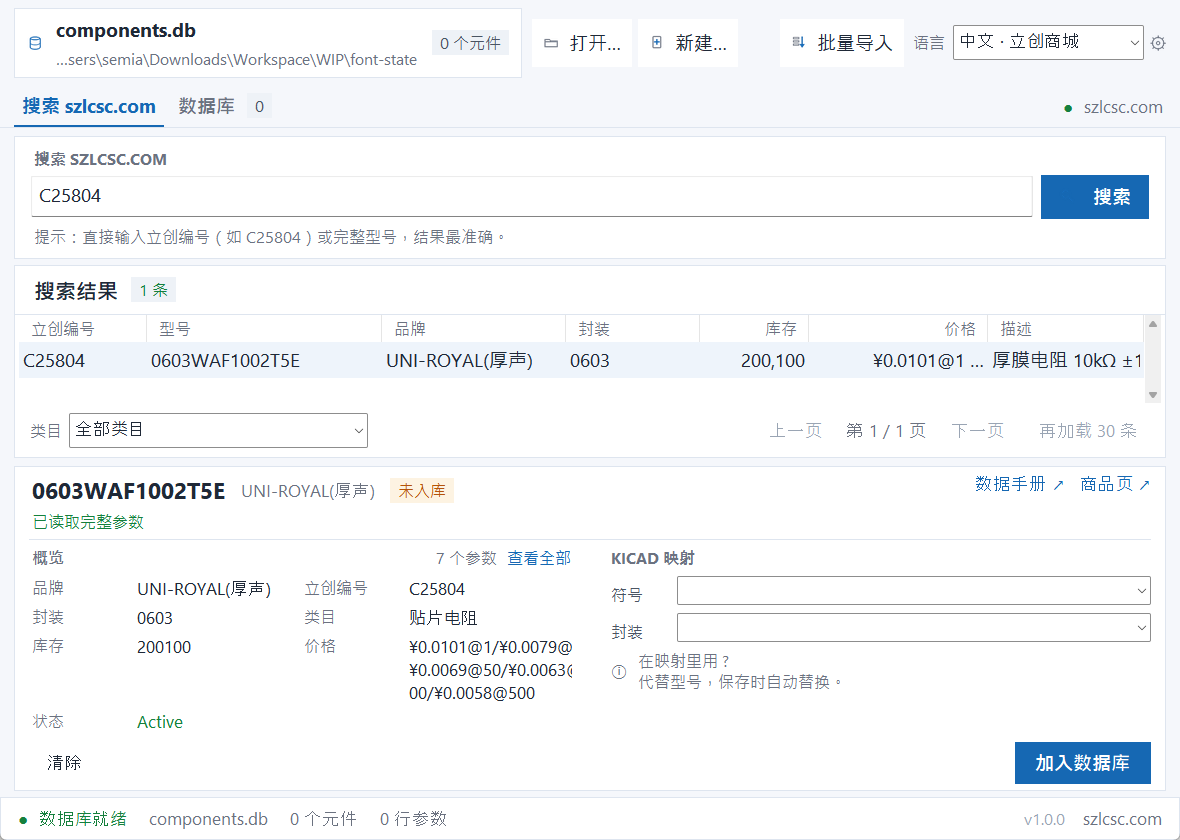 components.db
...sers\semia\Downloads\Workspace\WIP\font-state
0 个元件
打开...
新建...
批量导入
语言
中文 · 立创商城
搜索 szlcsc.com
数据库 0
● szlcsc.com
搜索 SZLCSC.COM
C25804
搜索
提示：直接输入立创编号（如 C25804）或完整型号，结果最准确。
搜索结果 1 条
立创编号 型号 品牌 封装 库存 价格 描述
C25804 0603WAF1002T5E UNI-ROYAL(厚声) 0603 200,100 ¥0.0101@1 ... 厚膜电阻 10kΩ ±1
类目 全部类目 上一页 第 1 / 1 页 下一页 再加载 30 条
0603WAF1002T5E UNI-ROYAL(厚声) 未入库 数据手册 ↗ 商品页 ↗
已读取完整参数
概览 7 个参数 查看全部
品牌 UNI-ROYAL(厚声) 立创编号 C25804
封装 0603 类目 贴片电阻
库存 200100 价格 ¥0.0101@1/¥0.0079@
¥0.0069@50/¥0.0063@
00/¥0.0058@500
状态 Active
清除
KICAD 映射
符号
封装
ⓘ 在映射里用？
代替型号，保存时自动替换。
加入数据库
● 数据库就绪 components.db 0 个元件 0 行参数 v1.0.0 szlcsc.com